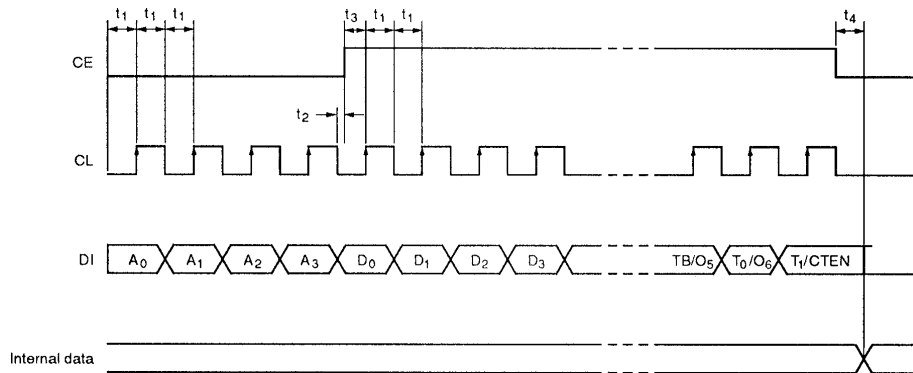 t₁ t₁ t₁ t₃ t₁ t₁ t₄
CE
t₂
CL
DI A₀ A₁ A₂ A₃ D₀ D₁ D₂ D₃ TB/O₅ T₀/O₆ T₁/CTEN
Internal data